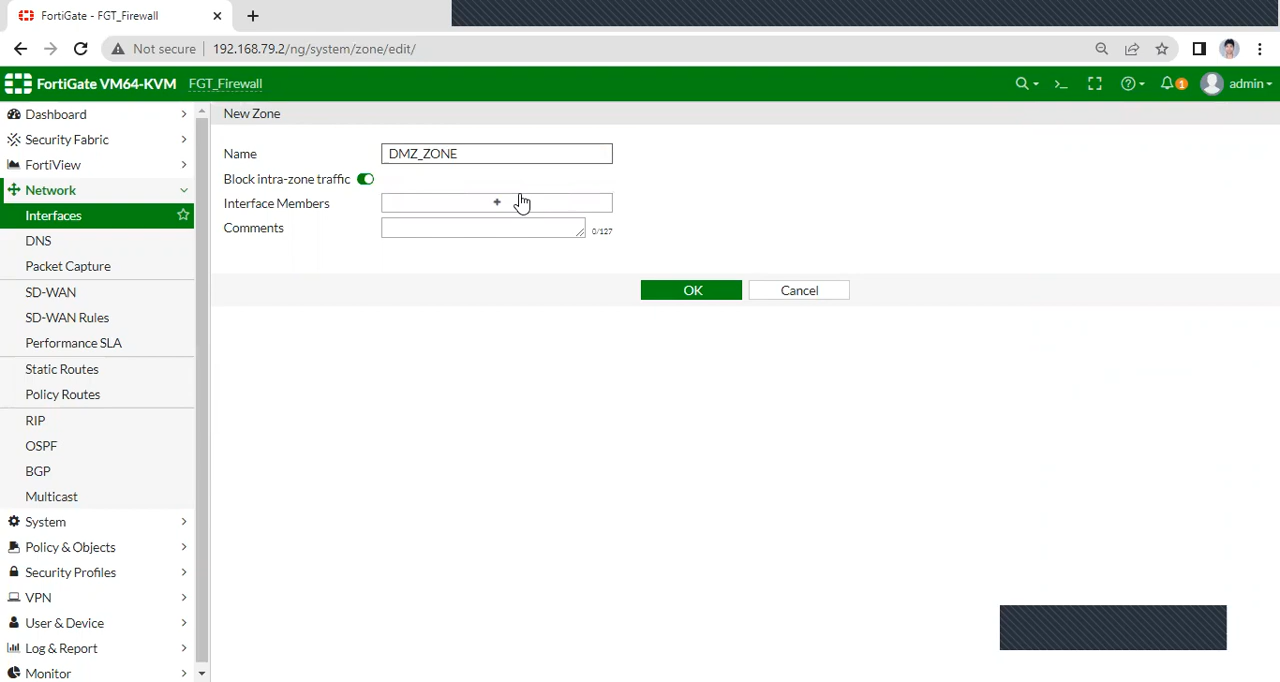 FortiGate - FGT_Firewall
Not secure
192.168.79.2/ng/system/zone/edit/
FortiGate VM64-KVM
FGT_Firewall
1
admin
Dashboard
Security Fabric
FortiView
Network
Interfaces
DNS
Packet Capture
SD-WAN
SD-WAN Rules
Performance SLA
Static Routes
Policy Routes
RIP
OSPF
BGP
Multicast
System
Policy & Objects
Security Profiles
VPN
User & Device
Log & Report
Monitor
New Zone
Name
DMZ_ZONE
Block intra-zone traffic
Interface Members
Comments
0/127
OK
Cancel